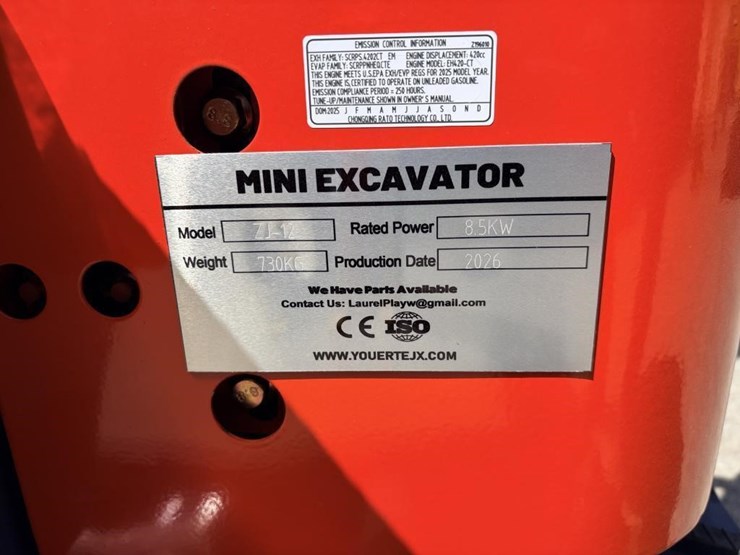 EMISSION CONTROL INFORMATION
EXH FAMILY: SCRPS.4202CT EM ENGINE DISPLACEMENT: 420cc
EVAP FAMILY: SCRPPNHEQCTE ENGINE MODEL: EH420-CT
THIS ENGINE MEETS U.S.EPA EXH/EVP REGS FOR 2025 MODEL YEAR.
THIS ENGINE IS CERTIFIED TO OPERATE ON UNLEADED GASOLINE.
EMISSION COMPLIANCE PERIOD = 250 HOURS.
TUNE-UP/MAINTENANCE SHOWN IN OWNER'S MANUAL.
DOM:2025 J F M A M J J A S O N D
CHONGQING RATO TECHNOLOGY CO., LTD.
MINI EXCAVATOR
Model ZJ-12 Rated Power 8.5KW
Weight 730KG Production Date 2026
We Have Parts Available
Contact Us: LaurelPlayw@gmail.com
CE ISO
WWW.YOUERTEJX.COM
8.8